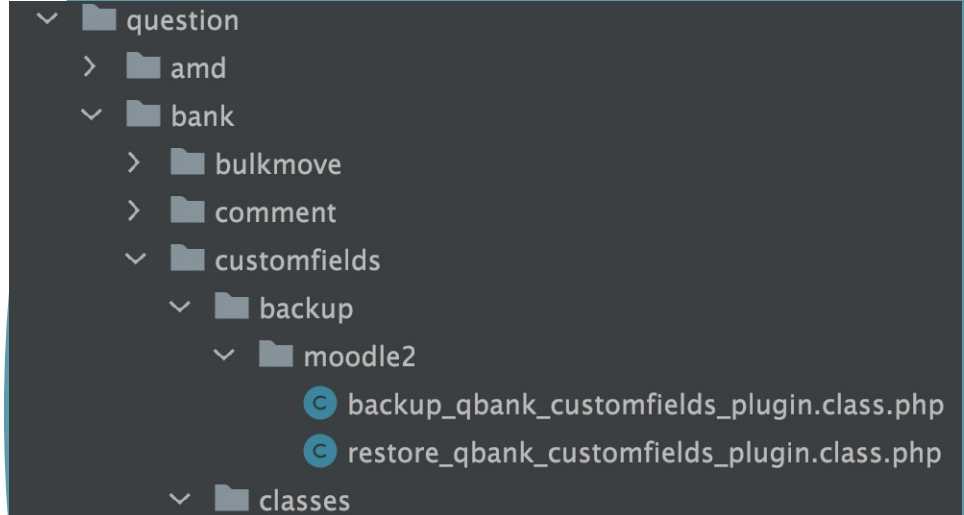 question
amd
bank
bulkmove
comment
customfields
backup
moodle2
C backup_qbank_customfields_plugin.class.php
C restore_qbank_customfields_plugin.class.php
classes